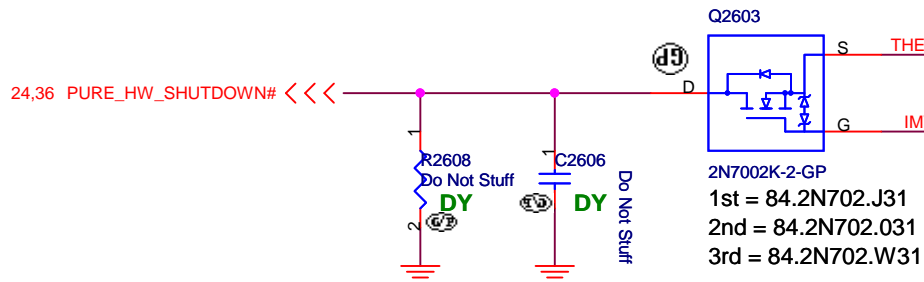 Q2603
GP
S
THE
24,36 PURE_HW_SHUTDOWN#
D
G
IM
1
R2608
Do Not Stuff
DY
2
G/P
1
C2606
DY
Do Not Stuff
2N7002K-2-GP
1st = 84.2N702.J31
2nd = 84.2N702.031
3rd = 84.2N702.W31